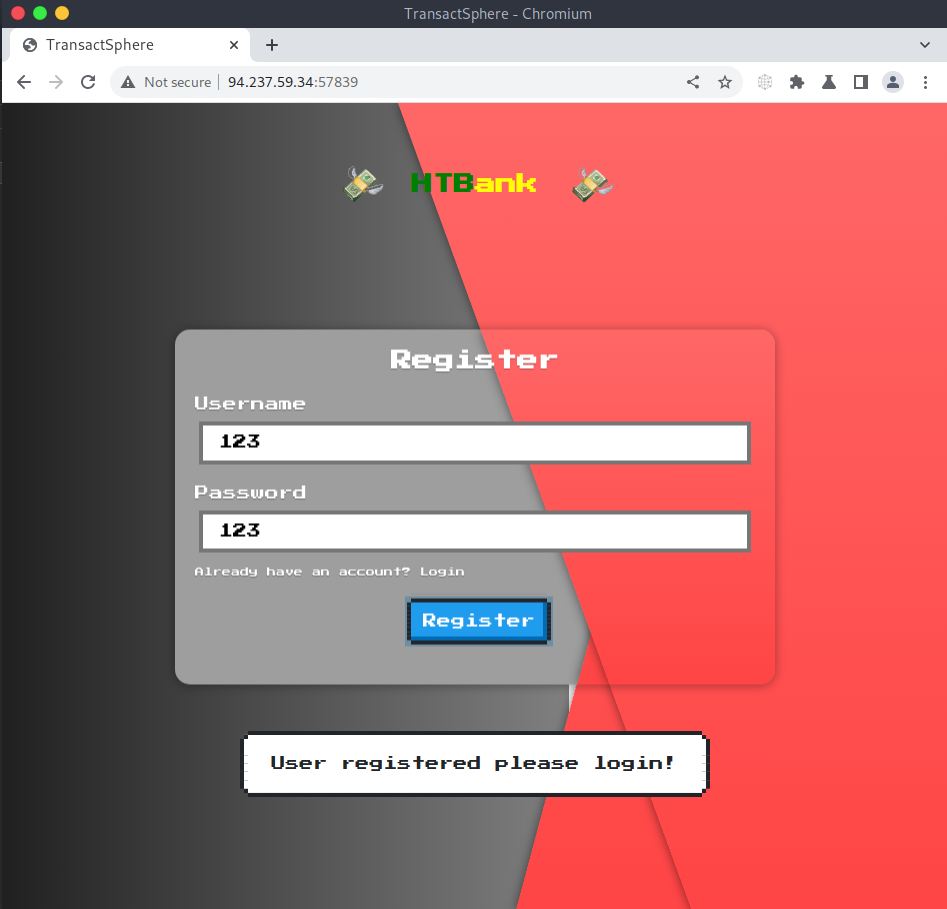 TransactSphere - Chromium
TransactSphere
Not secure 94.237.59.34:57839
HTBank
Register
Username
123
Password
123
Already have an account? Login
Register
User registered please login!